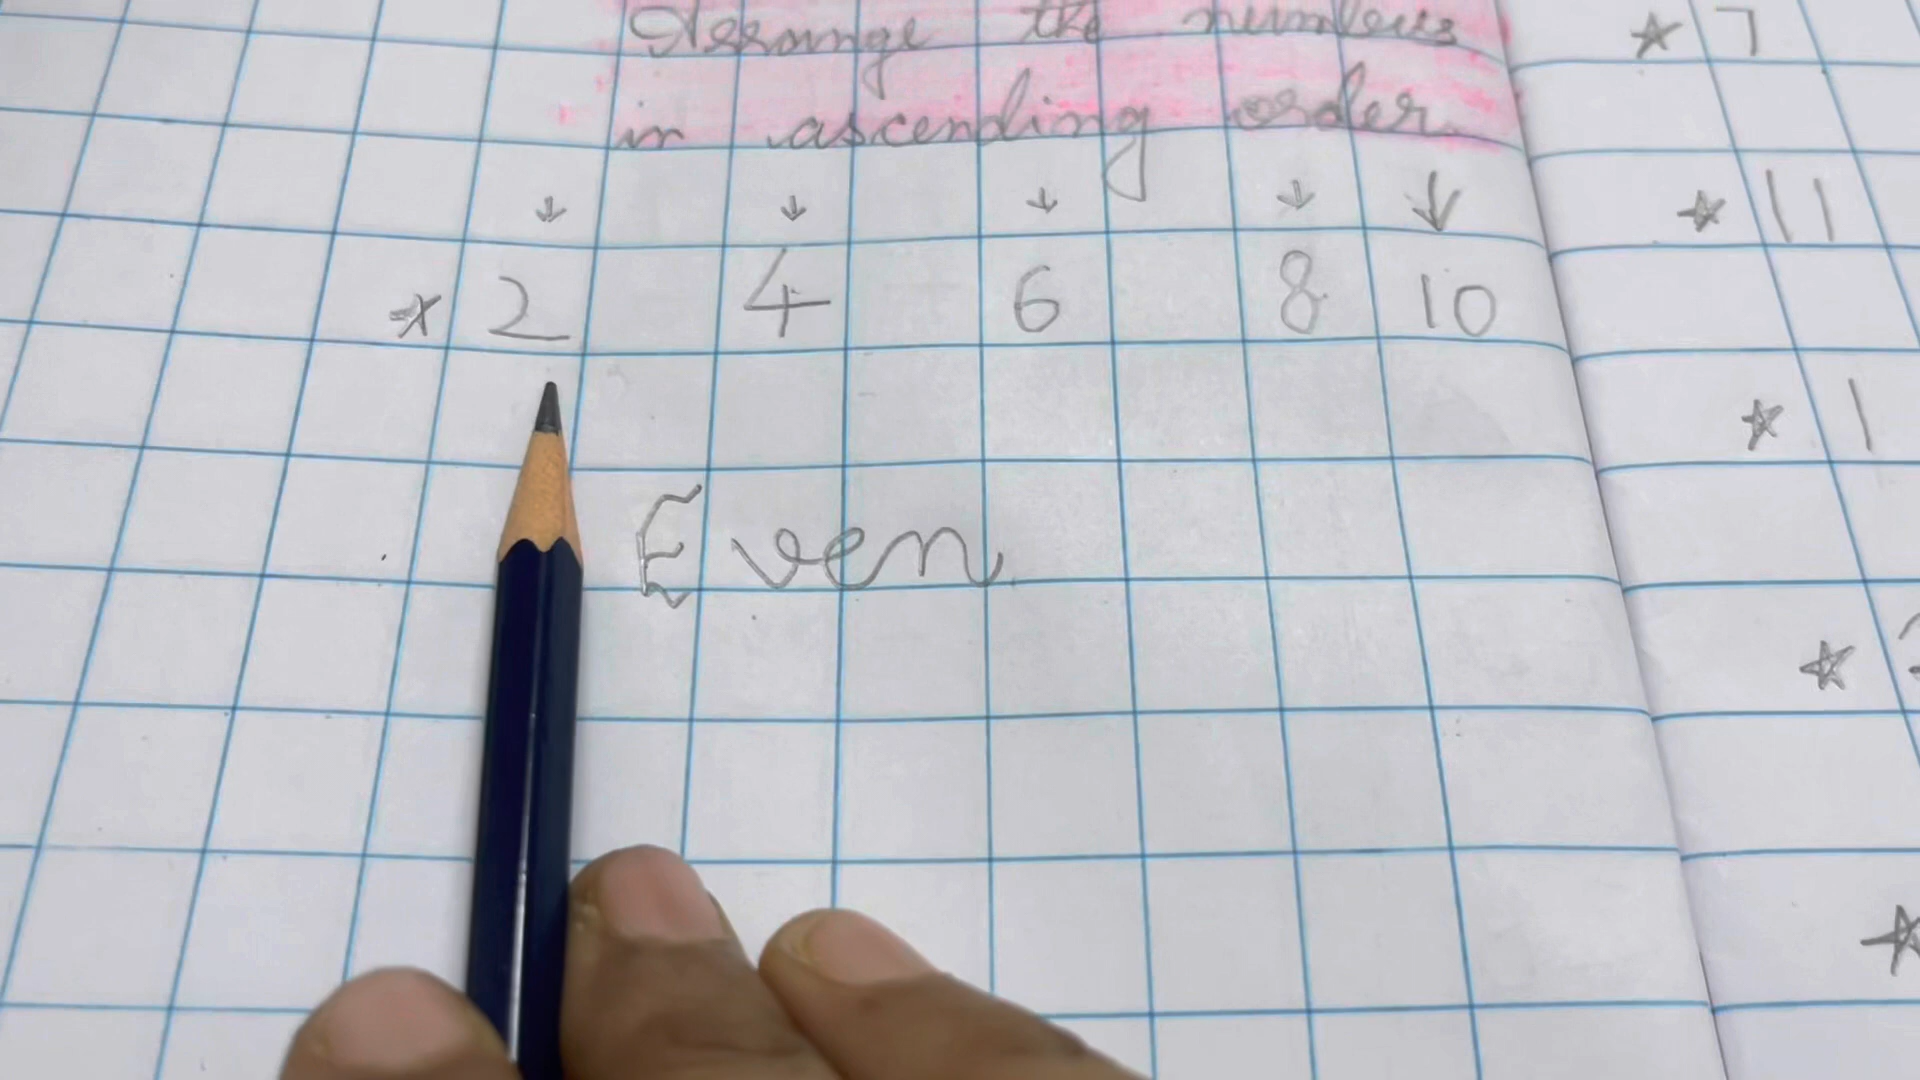 Arrange the numbers
in ascending order
↓ ↓ ↓ ↓ ↓
* 2 4 6 8 10
Even
☆ 7
☆ 11
☆ 1
☆
☆